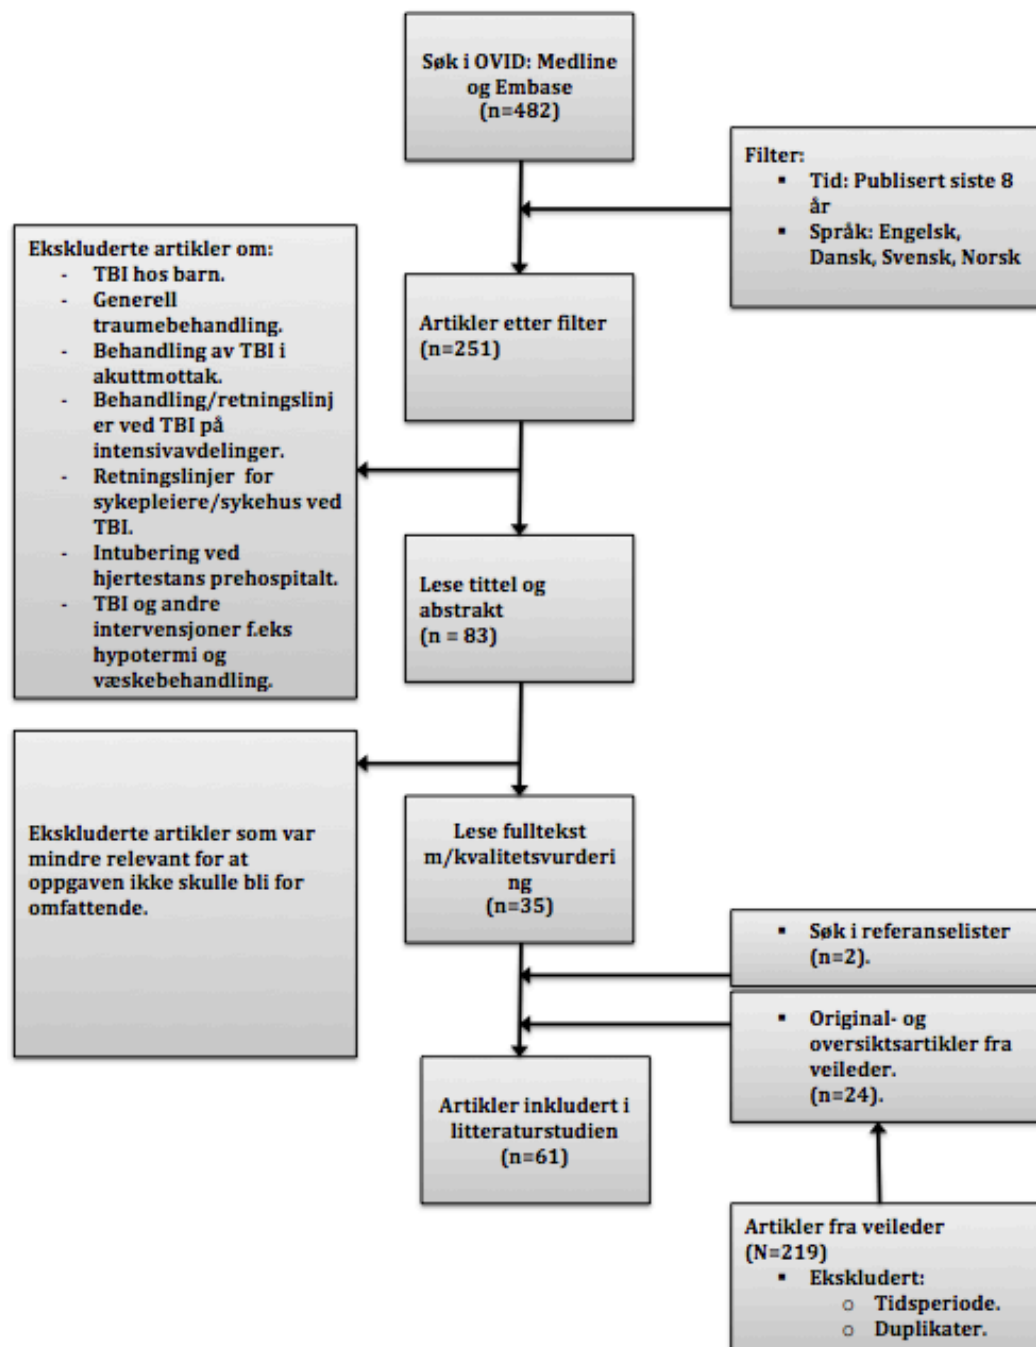 Søk i OVID: Medline
og Embase
(n=482)
Filter:
▪ Tid: Publisert siste 8
år
▪ Språk: Engelsk,
Dansk, Svensk, Norsk
Ekskluderte artikler om:
- TBI hos barn.
- Generell
traumebehandling.
- Behandling av TBI i
akuttmottak.
- Behandling/retningslinj
er ved TBI på
intensivavdelinger.
- Retningslinjer for
sykepleiere/sykehus ved
TBI.
- Intubering ved
hjertestans prehospitalt.
- TBI og andre
intervensjoner f.eks
hypotermi og
væskebehandling.
Artikler etter filter
(n=251)
Lese tittel og
abstrakt
(n = 83)
Ekskluderte artikler som var
mindre relevant for at
oppgaven ikke skulle bli for
omfattende.
Lese fulltekst
m/kvalitetsvurderi
ng
(n=35)
▪ Søk i referanselister
(n=2).
▪ Original- og
oversiktsartikler fra
veileder.
(n=24).
Artikler inkludert i
litteraturstudien
(n=61)
Artikler fra veileder
(N=219)
▪ Ekskludert:
○ Tidsperiode.
○ Duplikater.